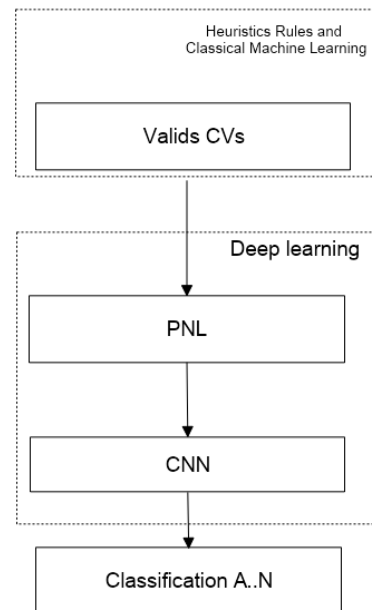 Heuristics Rules and
Classical Machine Learning
Valids CVs
Deep learning
PNL
CNN
Classification A..N